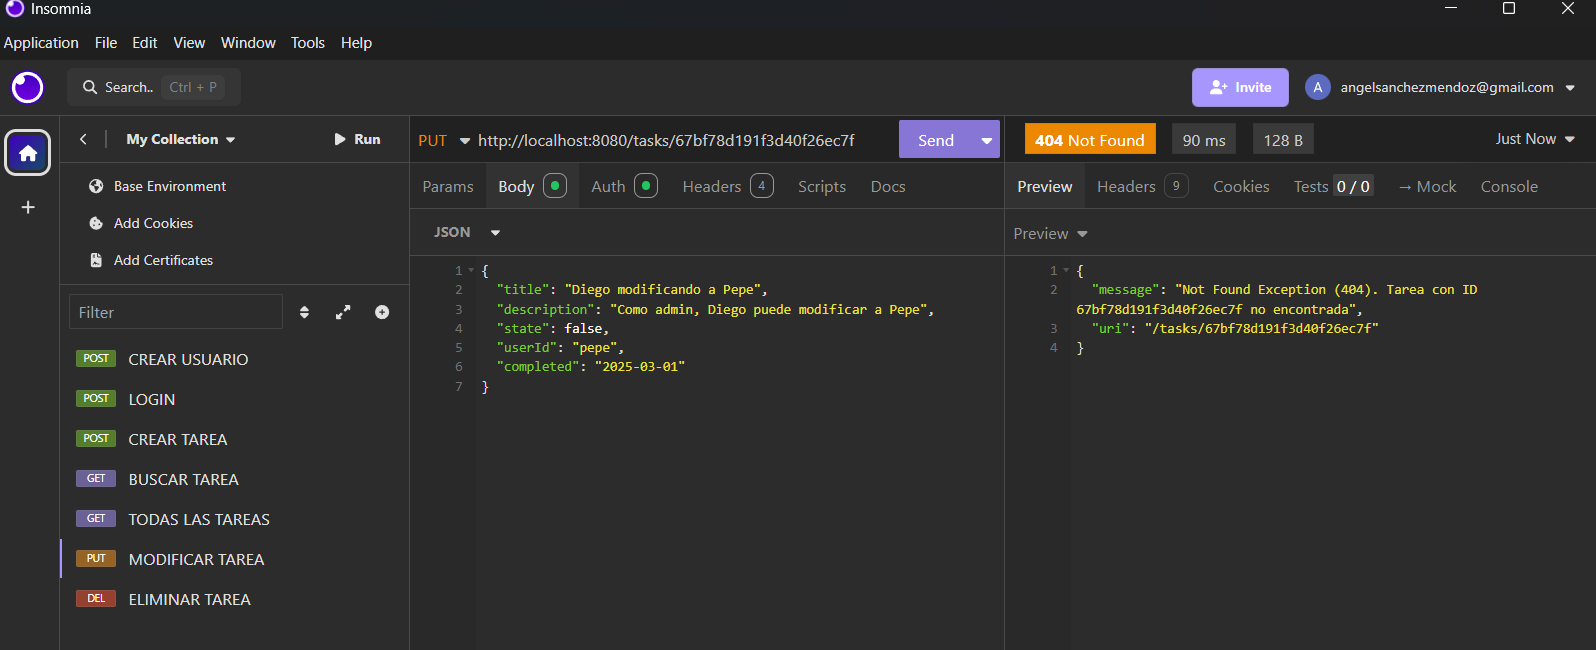 Insomnia
Application File Edit View Window Tools Help
Search.. Ctrl + P
Invite
A angelsanchezmendoz@gmail.com
My Collection
Run
Base Environment
Add Cookies
Add Certificates
Filter
POST CREAR USUARIO
POST LOGIN
POST CREAR TAREA
GET BUSCAR TAREA
GET TODAS LAS TAREAS
PUT MODIFICAR TAREA
DEL ELIMINAR TAREA
PUT http://localhost:8080/tasks/67bf78d191f3d40f26ec7f Send
Params Body Auth Headers 4 Scripts Docs
JSON
1 {
2 "title": "Diego modificando a Pepe",
3 "description": "Como admin, Diego puede modificar a Pepe",
4 "state": false,
5 "userId": "pepe",
6 "completed": "2025-03-01"
7 }
404 Not Found 90 ms 128 B Just Now
Preview Headers 9 Cookies Tests 0 / 0 → Mock Console
Preview
1 {
2 "message": "Not Found Exception (404). Tarea con ID
67bf78d191f3d40f26ec7f no encontrada",
3 "uri": "/tasks/67bf78d191f3d40f26ec7f"
4 }